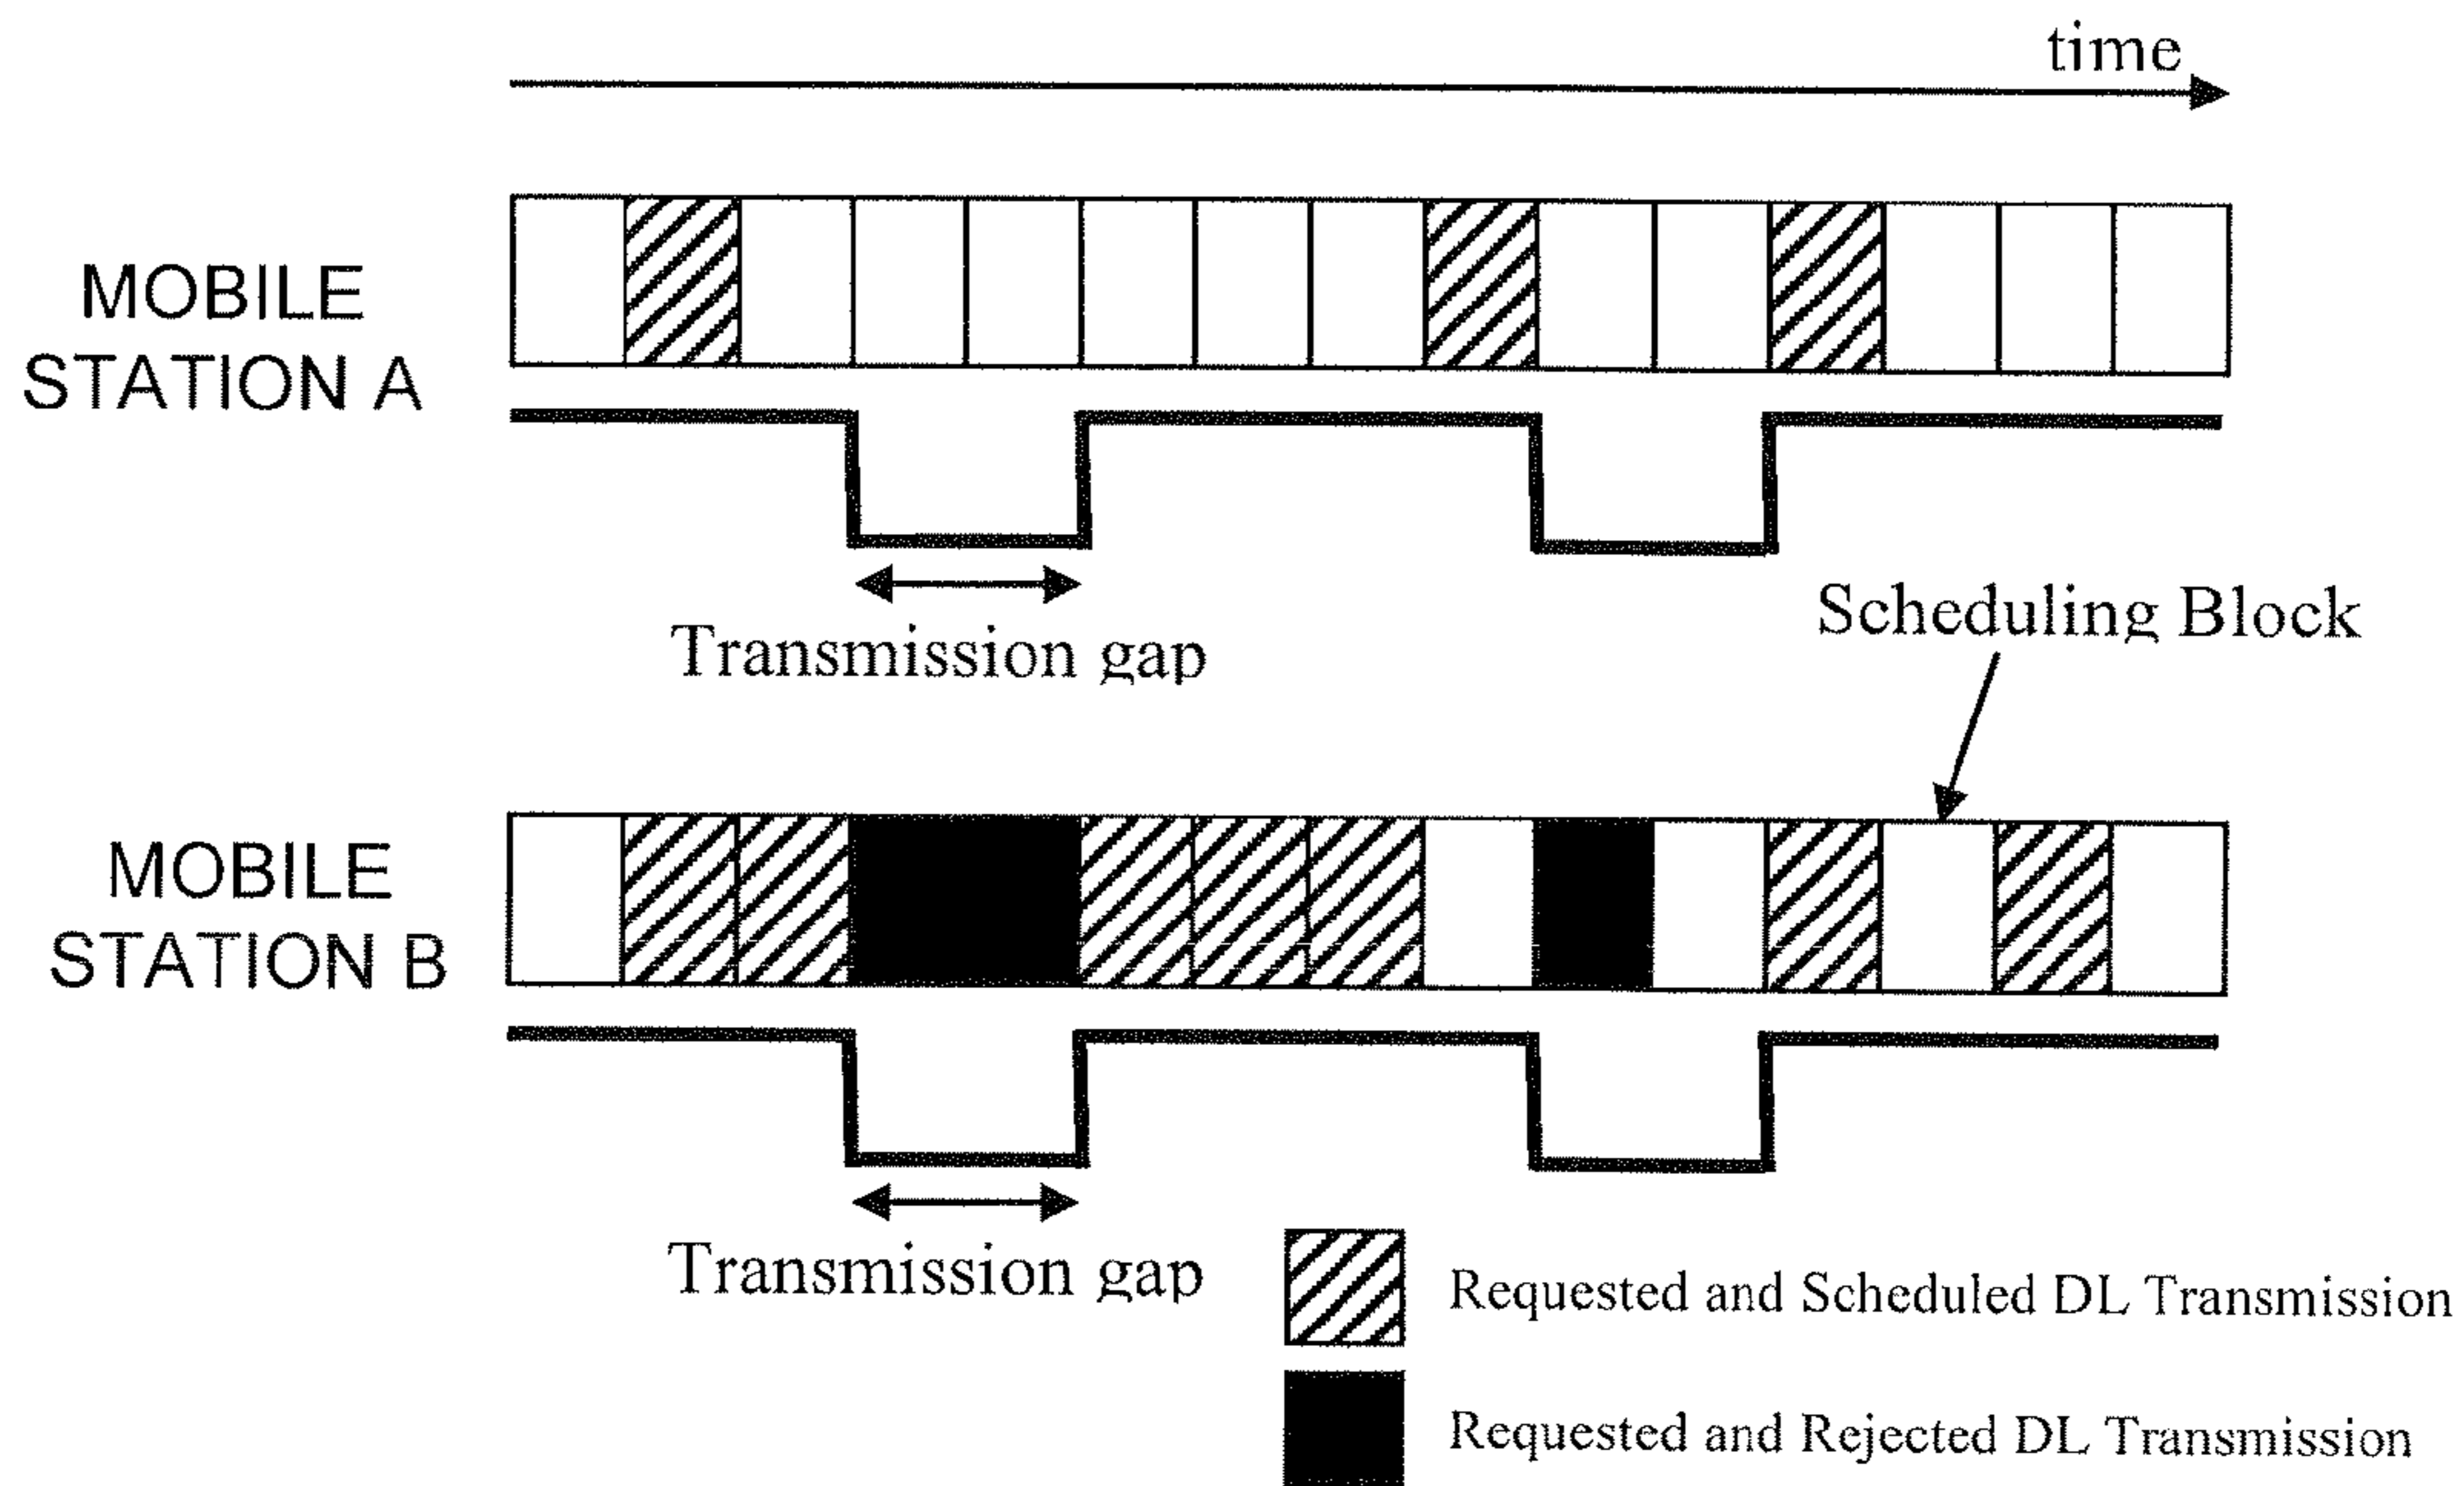 time
MOBILE
STATION A
Transmission gap
Scheduling Block
MOBILE
STATION B
Transmission gap
Requested and Scheduled DL Transmission
Requested and Rejected DL Transmission